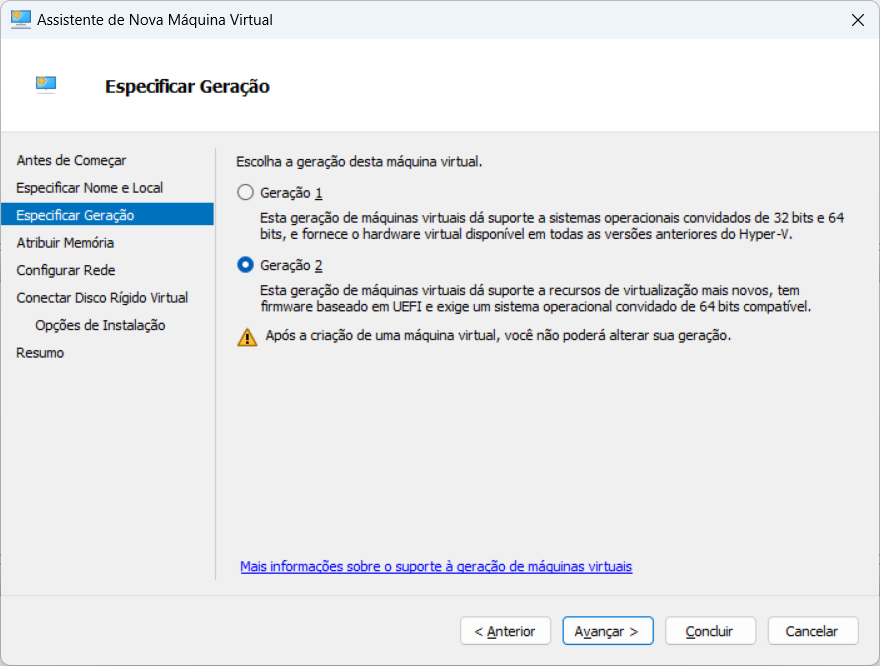 Assistente de Nova Máquina Virtual
Especificar Geração
Antes de Começar
Especificar Nome e Local
Especificar Geração
Atribuir Memória
Configurar Rede
Conectar Disco Rígido Virtual
Opções de Instalação
Resumo
Escolha a geração desta máquina virtual.
Geração 1
Esta geração de máquinas virtuais dá suporte a sistemas operacionais convidados de 32 bits e 64
bits, e fornece o hardware virtual disponível em todas as versões anteriores do Hyper-V.
Geração 2
Esta geração de máquinas virtuais dá suporte a recursos de virtualização mais novos, tem
firmware baseado em UEFI e exige um sistema operacional convidado de 64 bits compatível.
Após a criação de uma máquina virtual, você não poderá alterar sua geração.
Mais informações sobre o suporte à geração de máquinas virtuais
< Anterior
Avançar >
Concluir
Cancelar